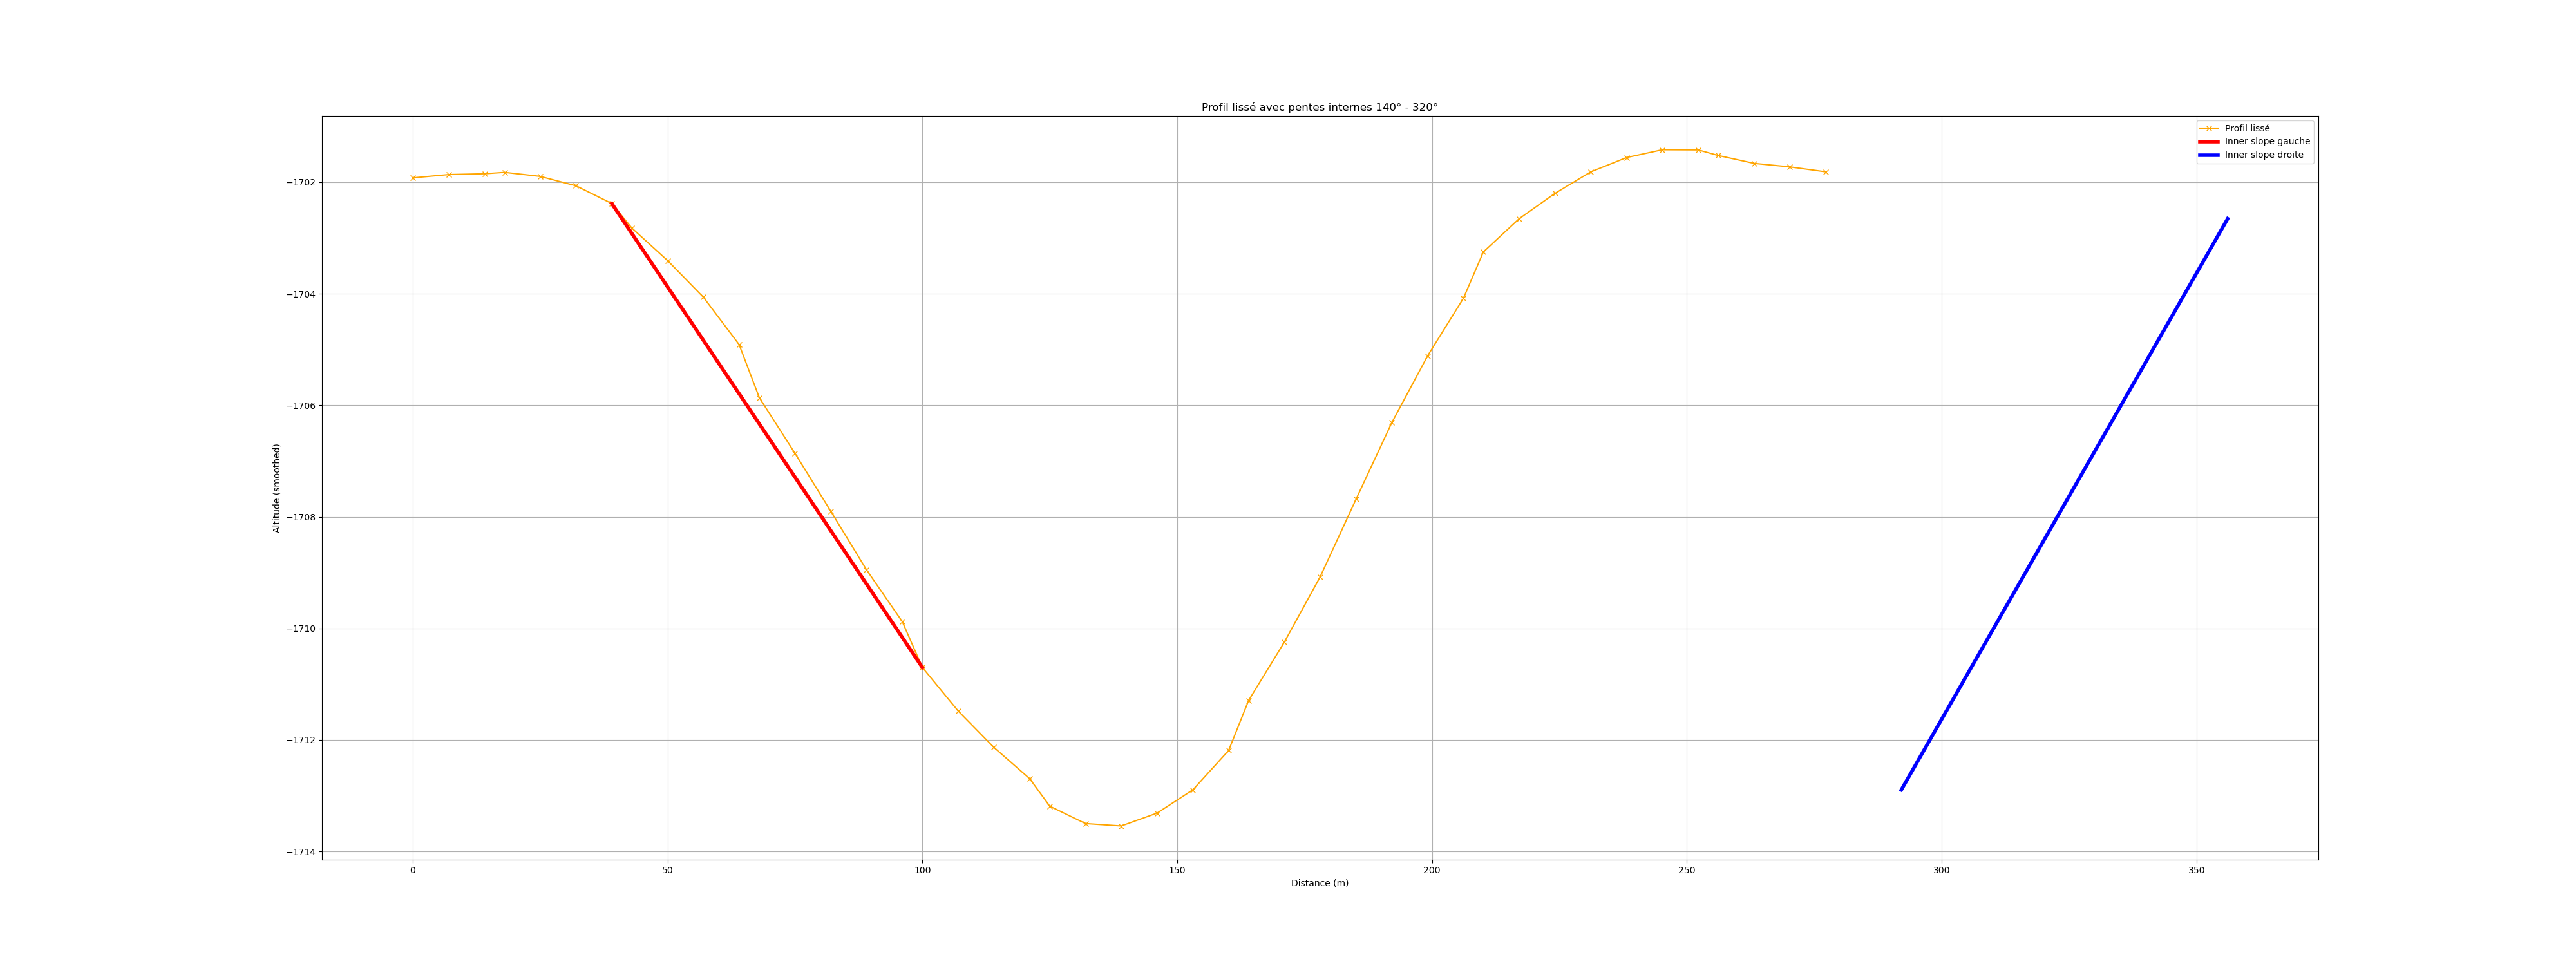 Profil lissé avec pentes internes 140° - 320°
Profil lissé
Inner slope gauche
Inner slope droite
Altitude (smoothed)
−1702
−1704
−1706
−1708
−1710
−1712
−1714
0 50 100 150 200 250 300 350
Distance (m)